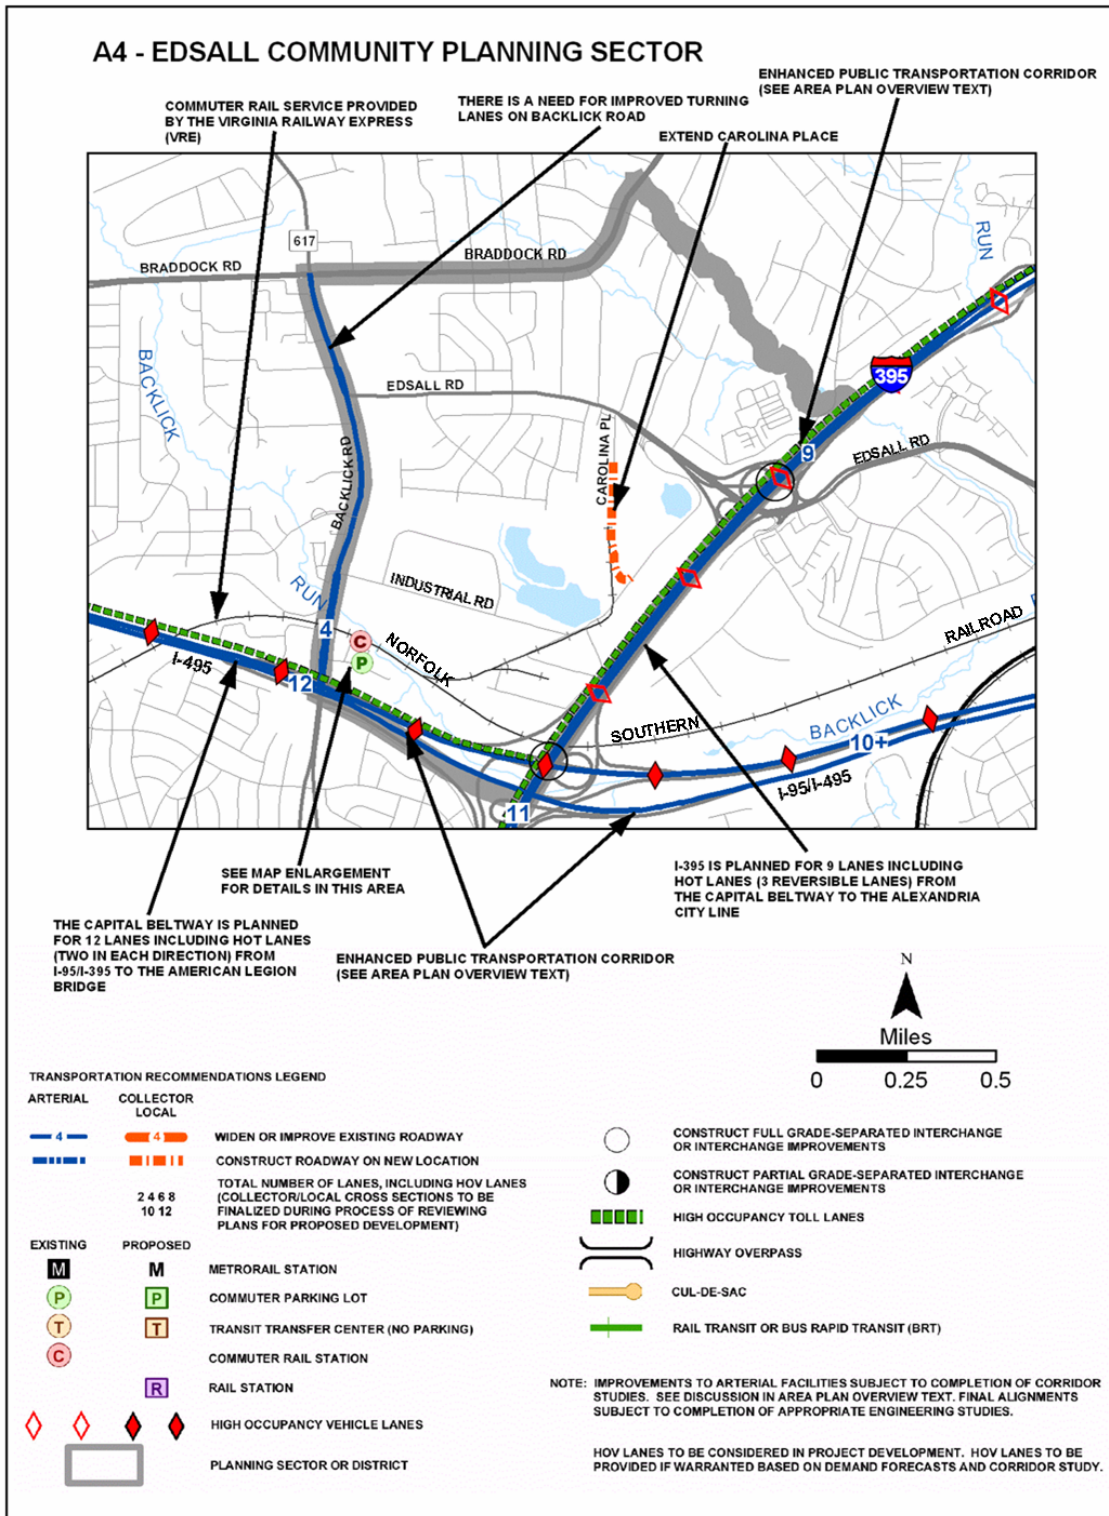 A4 - EDSALL COMMUNITY PLANNING SECTOR
ENHANCED PUBLIC TRANSPORTATION CORRIDOR
(SEE AREA PLAN OVERVIEW TEXT)
COMMUTER RAIL SERVICE PROVIDED
BY THE VIRGINIA RAILWAY EXPRESS
(VRE)
THERE IS A NEED FOR IMPROVED TURNING
LANES ON BACKLICK ROAD
EXTEND CAROLINA PLACE
617
BRADDOCK RD
BRADDOCK RD
RUN
BACKLICK
395
EDSALL RD
9
EDSALL RD
BACKLICK RD
CAROLINA PL
RUN
INDUSTRIAL RD
4
C
P
NORFOLK
RAILROAD
I-495
12
SOUTHERN
BACKLICK
10+
I-95/I-495
11
SEE MAP ENLARGEMENT
FOR DETAILS IN THIS AREA
I-395 IS PLANNED FOR 9 LANES INCLUDING
HOT LANES (3 REVERSIBLE LANES) FROM
THE CAPITAL BELTWAY TO THE ALEXANDRIA
CITY LINE
THE CAPITAL BELTWAY IS PLANNED
FOR 12 LANES INCLUDING HOT LANES
(TWO IN EACH DIRECTION) FROM
I-95/I-395 TO THE AMERICAN LEGION
BRIDGE
ENHANCED PUBLIC TRANSPORTATION CORRIDOR
(SEE AREA PLAN OVERVIEW TEXT)
N
Miles
0 0.25 0.5
TRANSPORTATION RECOMMENDATIONS LEGEND
ARTERIAL COLLECTOR
LOCAL
4 4 WIDEN OR IMPROVE EXISTING ROADWAY
CONSTRUCT ROADWAY ON NEW LOCATION
2 4 6 8
10 12
TOTAL NUMBER OF LANES, INCLUDING HOV LANES
(COLLECTOR/LOCAL CROSS SECTIONS TO BE
FINALIZED DURING PROCESS OF REVIEWING
PLANS FOR PROPOSED DEVELOPMENT)
EXISTING PROPOSED
M M METRORAIL STATION
P P COMMUTER PARKING LOT
T T TRANSIT TRANSFER CENTER (NO PARKING)
C COMMUTER RAIL STATION
R RAIL STATION
HIGH OCCUPANCY VEHICLE LANES
PLANNING SECTOR OR DISTRICT
CONSTRUCT FULL GRADE-SEPARATED INTERCHANGE
OR INTERCHANGE IMPROVEMENTS
CONSTRUCT PARTIAL GRADE-SEPARATED INTERCHANGE
OR INTERCHANGE IMPROVEMENTS
HIGH OCCUPANCY TOLL LANES
HIGHWAY OVERPASS
CUL-DE-SAC
RAIL TRANSIT OR BUS RAPID TRANSIT (BRT)
NOTE: IMPROVEMENTS TO ARTERIAL FACILITIES SUBJECT TO COMPLETION OF CORRIDOR
STUDIES. SEE DISCUSSION IN AREA PLAN OVERVIEW TEXT. FINAL ALIGNMENTS
SUBJECT TO COMPLETION OF APPROPRIATE ENGINEERING STUDIES.
HOV LANES TO BE CONSIDERED IN PROJECT DEVELOPMENT. HOV LANES TO BE
PROVIDED IF WARRANTED BASED ON DEMAND FORECASTS AND CORRIDOR STUDY.